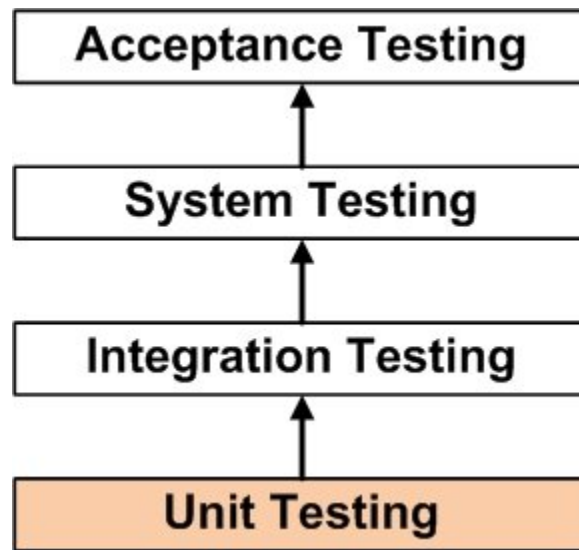 Acceptance Testing
System Testing
Integration Testing
Unit Testing